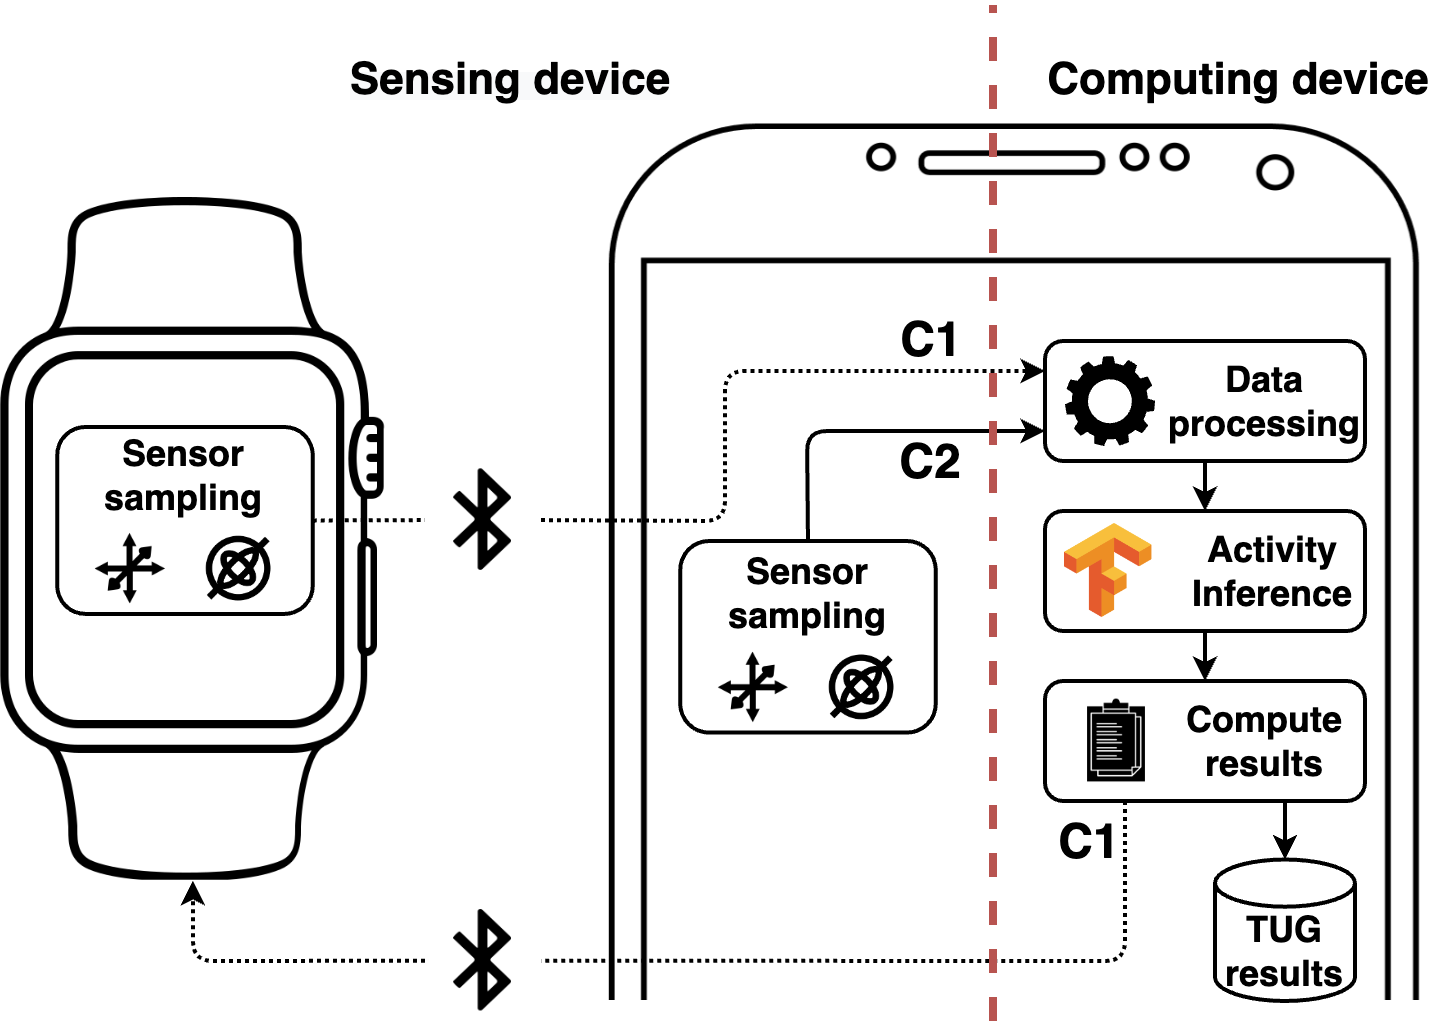 Sensing device
Computing device
C1
Data
processing
C2
Sensor
sampling
Activity
Inference
Sensor
sampling
Compute
results
C1
TUG
results